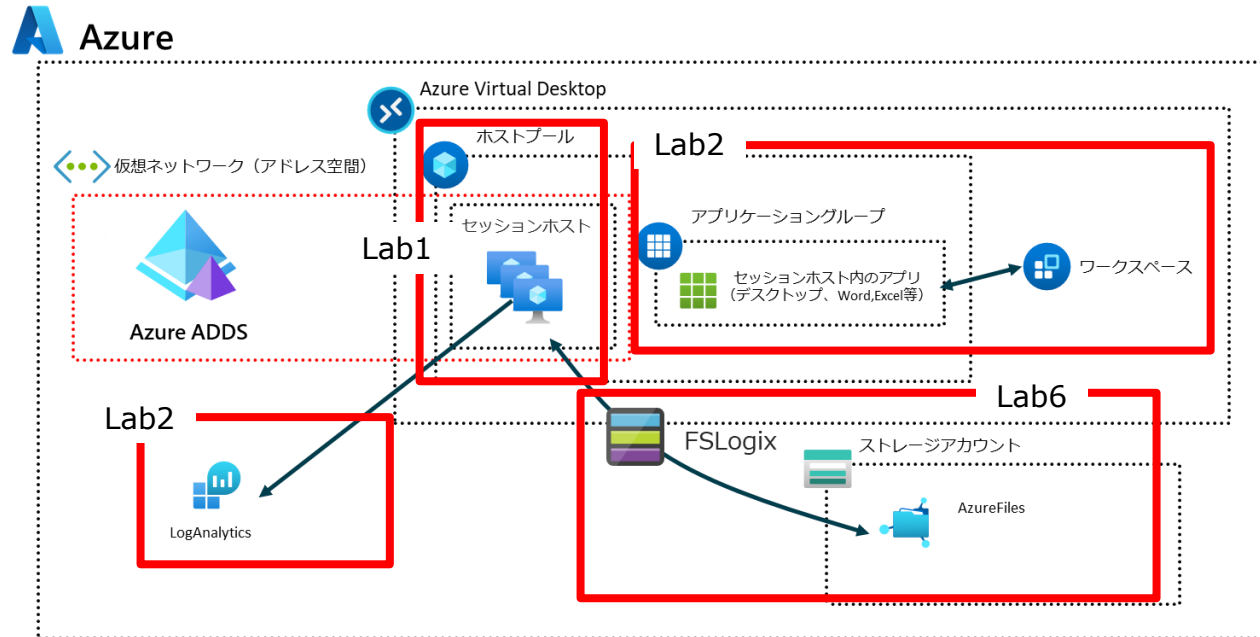 Azure
Azure Virtual Desktop
ホストプール
Lab2
仮想ネットワーク（アドレス空間）
セッションホスト
アプリケーショングループ
Lab1
セッションホスト内のアプリ
（デスクトップ、Word,Excel等）
ワークスペース
Azure ADDS
Lab6
Lab2
FSLogix
ストレージアカウント
AzureFiles
LogAnalytics